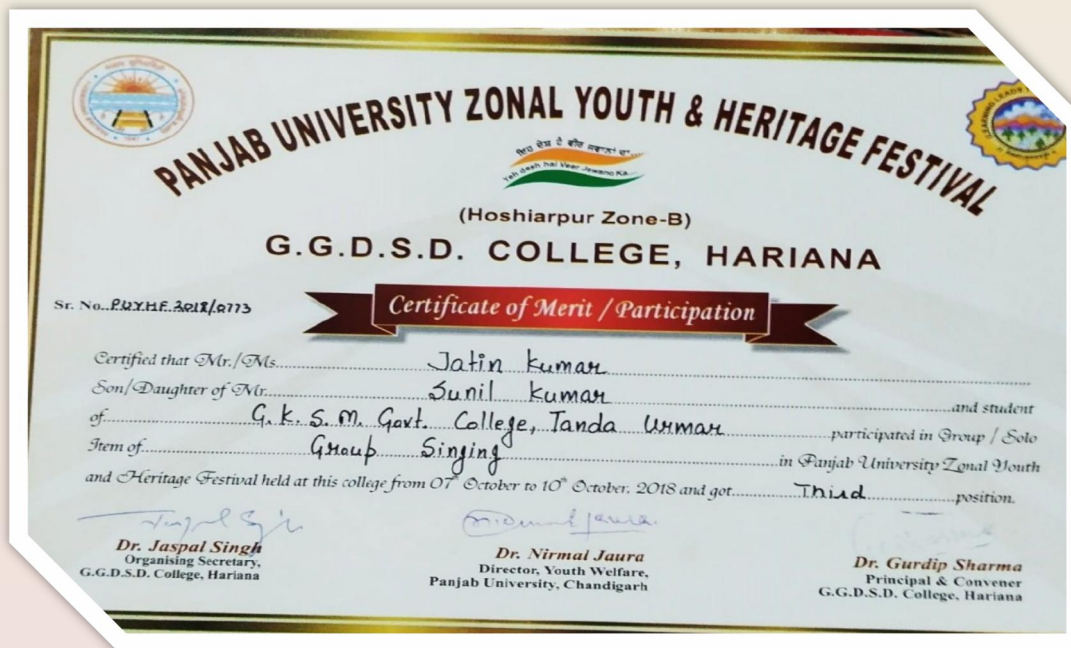 PANJAB UNIVERSITY ZONAL YOUTH & HERITAGE FESTIVAL
ਇਹ ਦੇਸ਼ ਹੈ ਵੀਰ ਜਵਾਨਾਂ ਦਾ...
Yeh desh hai Veer Jawano Ka...
(Hoshiarpur Zone-B)
G.G.D.S.D. COLLEGE, HARIANA
Sr. No. PUYHF 2018/0773
Certificate of Merit / Participation
Certified that Mr./Ms. Jatin Kumar
Son/Daughter of Mr. Sunil Kumar and student
of G.K.S.M. Govt. College, Tanda Urmar participated in Group / Solo
Item of Group Singing in Panjab University Zonal Youth
and Heritage Festival held at this college from 07th October to 10th October, 2018 and got Third position.
Dr. Jaspal Singh
Organising Secretary,
G.G.D.S.D. College, Hariana
Dr. Nirmal Jaura
Director, Youth Welfare,
Panjab University, Chandigarh
Dr. Gurdip Sharma
Principal & Convener
G.G.D.S.D. College, Hariana